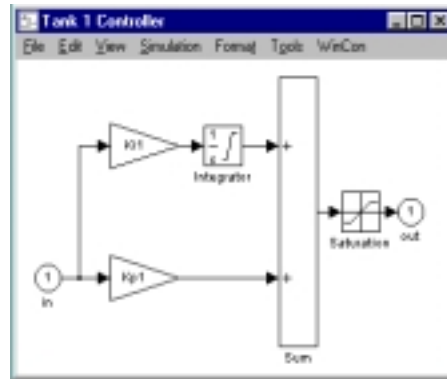 Tank 1 Controller
File Edit View Simulation Format Tools WinCon
Ki1
1
s
Integrator
+
1
in
Kp1
+
Sum
Saturation
1
out